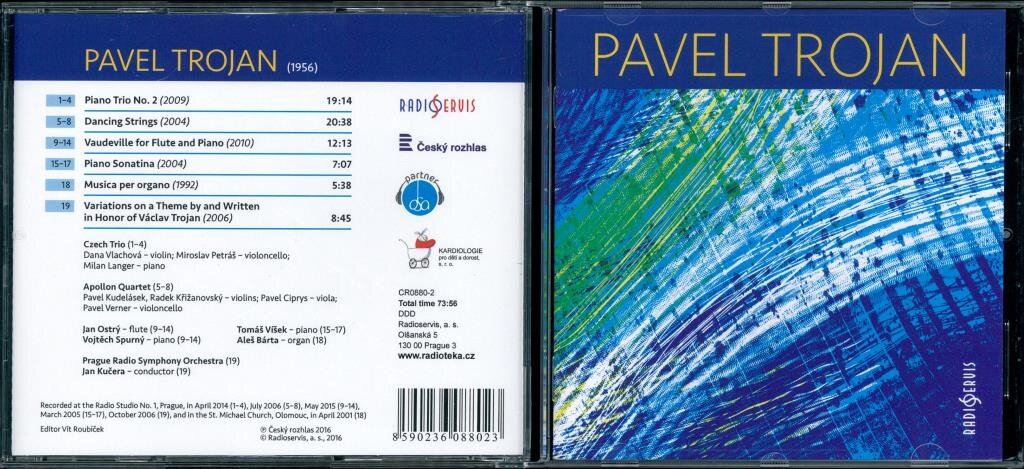 PAVEL TROJAN (1956)
1–4 Piano Trio No. 2 (2009) 19:14
5–8 Dancing Strings (2004) 20:38
9–14 Vaudeville for Flute and Piano (2010) 12:13
15–17 Piano Sonatina (2004) 7:07
18 Musica per organo (1992) 5:38
19 Variations on a Theme by and Written
in Honor of Václav Trojan (2006) 8:45
Czech Trio (1–4)
Dana Vlachová – violin; Miroslav Petráš – violoncello;
Milan Langer – piano
Apollon Quartet (5–8)
Pavel Kudelásek, Radek Křižanovský – violins; Pavel Ciprys – viola;
Pavel Verner – violoncello
Jan Ostrý – flute (9–14)
Vojtěch Spurný – piano (9–14)
Tomáš Víšek – piano (15–17)
Aleš Bárta – organ (18)
Prague Radio Symphony Orchestra (19)
Jan Kučera – conductor (19)
Recorded at the Radio Studio No. 1, Prague, in April 2014 (1–4), July 2006 (5–8), May 2015 (9–14),
March 2005 (15–17), October 2006 (19), and in the St. Michael Church, Olomouc, in April 2001 (18)
Editor Vít Roubíček
℗ Český rozhlas, 2016
© Radioservis, a. s., 2016
RADIOSERVIS
Český rozhlas
partner
dsa
KARDIOLOGIE
pro děti a dorost,
s. r. o.
CR0880-2
Total time 73:56
DDD
Radioservis, a. s.
Olšanská 5
130 00 Prague 3
www.radioteka.cz
8 590236 088023
PAVEL TROJAN
RADIOSERVIS